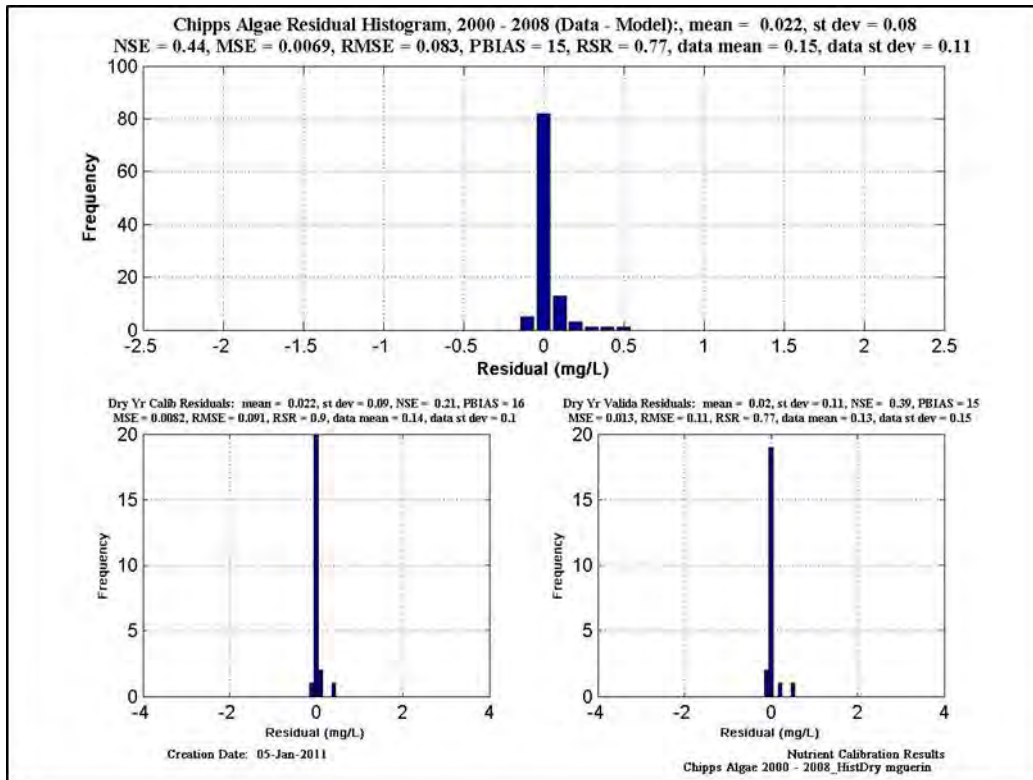 Chipps Algae Residual Histogram, 2000 - 2008 (Data - Model):, mean = 0.022, st dev = 0.08
NSE = 0.44, MSE = 0.0069, RMSE = 0.083, PBIAS = 15, RSR = 0.77, data mean = 0.15, data st dev = 0.11
100
80
60
40
20
0
Frequency
-2.5 -2 -1.5 -1 -0.5 0 0.5 1 1.5 2 2.5
Residual (mg/L)
Dry Yr Calib Residuals: mean = 0.022, st dev = 0.09, NSE = 0.21, PBIAS = 16
MSE = 0.0082, RMSE = 0.091, RSR = 0.9, data mean = 0.14, data st dev = 0.1
20
15
10
5
0
Frequency
-4 -2 0 2 4
Residual (mg/L)
Dry Yr Valida Residuals: mean = 0.02, st dev = 0.11, NSE = 0.39, PBIAS = 15
MSE = 0.013, RMSE = 0.11, RSR = 0.77, data mean = 0.13, data st dev = 0.15
20
15
10
5
0
Frequency
-4 -2 0 2 4
Residual (mg/L)
Creation Date: 05-Jan-2011
Nutrient Calibration Results
Chipps Algae 2000 - 2008_HistDry mguerin